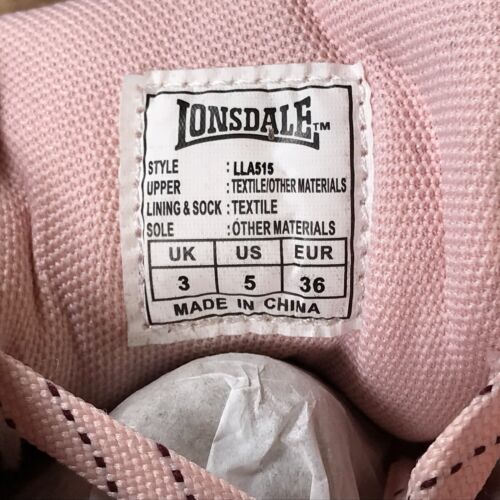 LONSDALE™
STYLE : LLA515
UPPER : TEXTILE/OTHER MATERIALS
LINING & SOCK : TEXTILE
SOLE : OTHER MATERIALS
UK US EUR
3 5 36
MADE IN CHINA